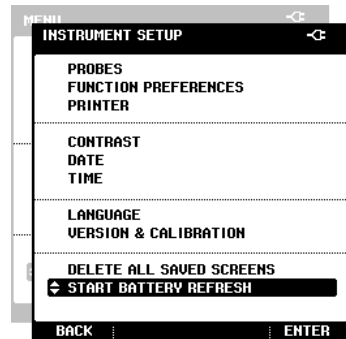 MENU
INSTRUMENT SETUP
PROBES
FUNCTION PREFERENCES
PRINTER
CONTRAST
DATE
TIME
LANGUAGE
VERSION & CALIBRATION
DELETE ALL SAVED SCREENS
START BATTERY REFRESH
BACK ENTER